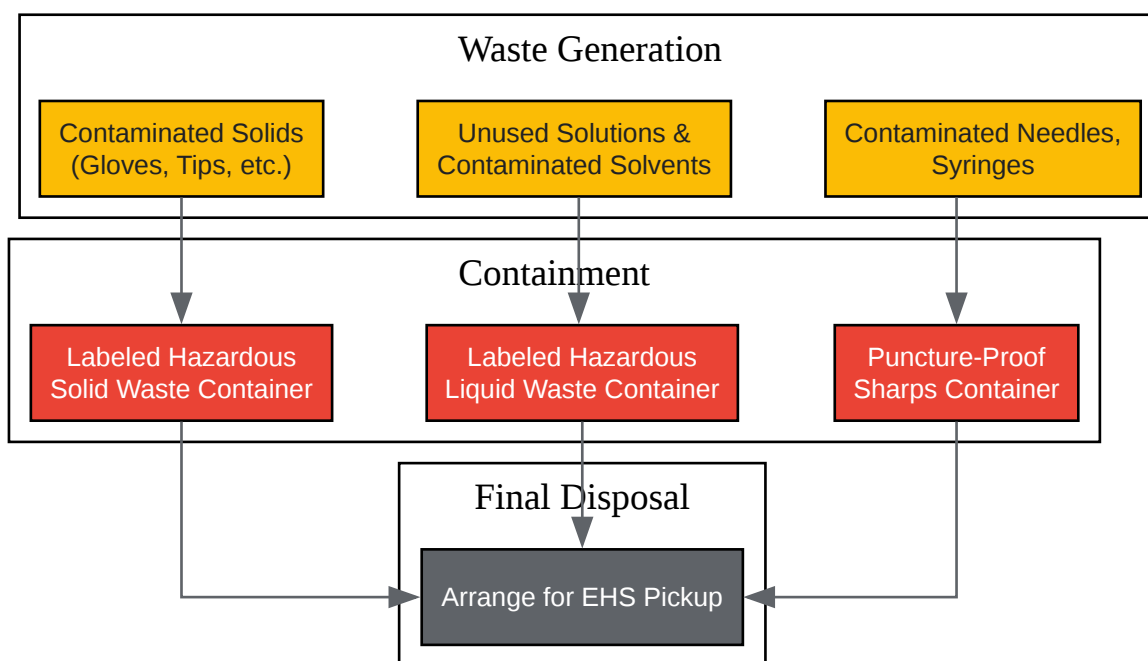 Waste Generation
Contaminated Solids
(Gloves, Tips, etc.)
Unused Solutions &
Contaminated Solvents
Contaminated Needles,
Syringes
Containment
Labeled Hazardous
Solid Waste Container
Labeled Hazardous
Liquid Waste Container
Puncture-Proof
Sharps Container
Final Disposal
Arrange for EHS Pickup